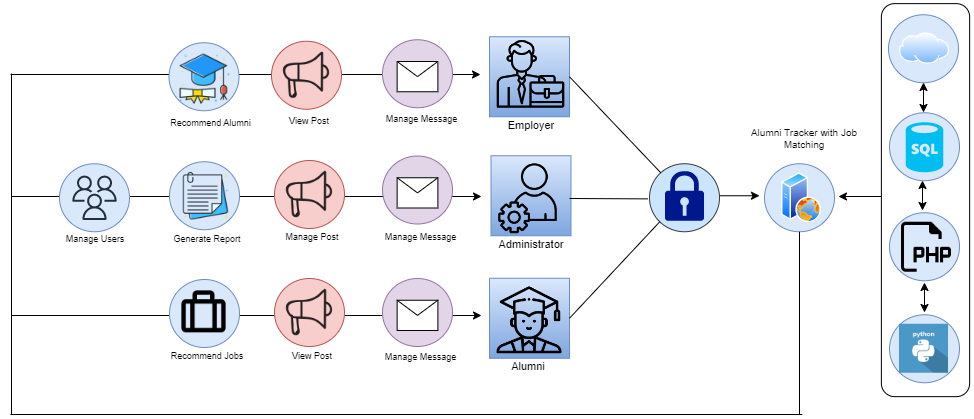 Recommend Alumni
View Post
Manage Message
Employer
Alumni Tracker with Job
Matching
SQL
Manage Users
Generate Report
Manage Post
Manage Message
Administrator
PHP
Recommend Jobs
View Post
Manage Message
Alumni
python